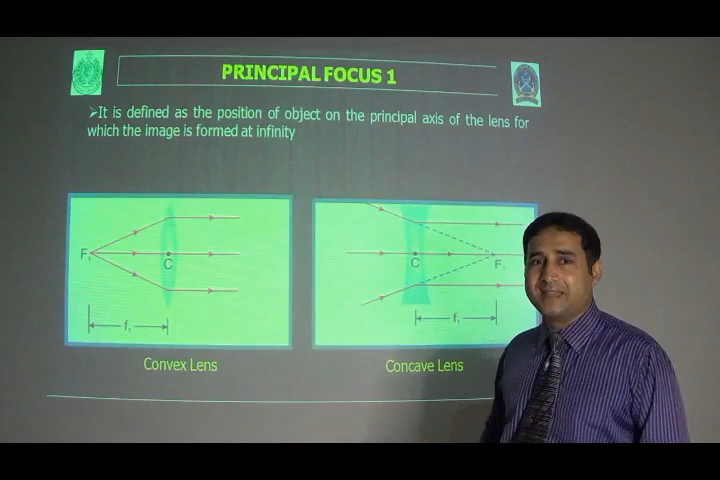 PRINCIPAL FOCUS 1
➢It is defined as the position of object on the principal axis of the lens for
which the image is formed at infinity
F₁
C
f₁
C
F₁
f₁
Convex Lens
Concave Lens